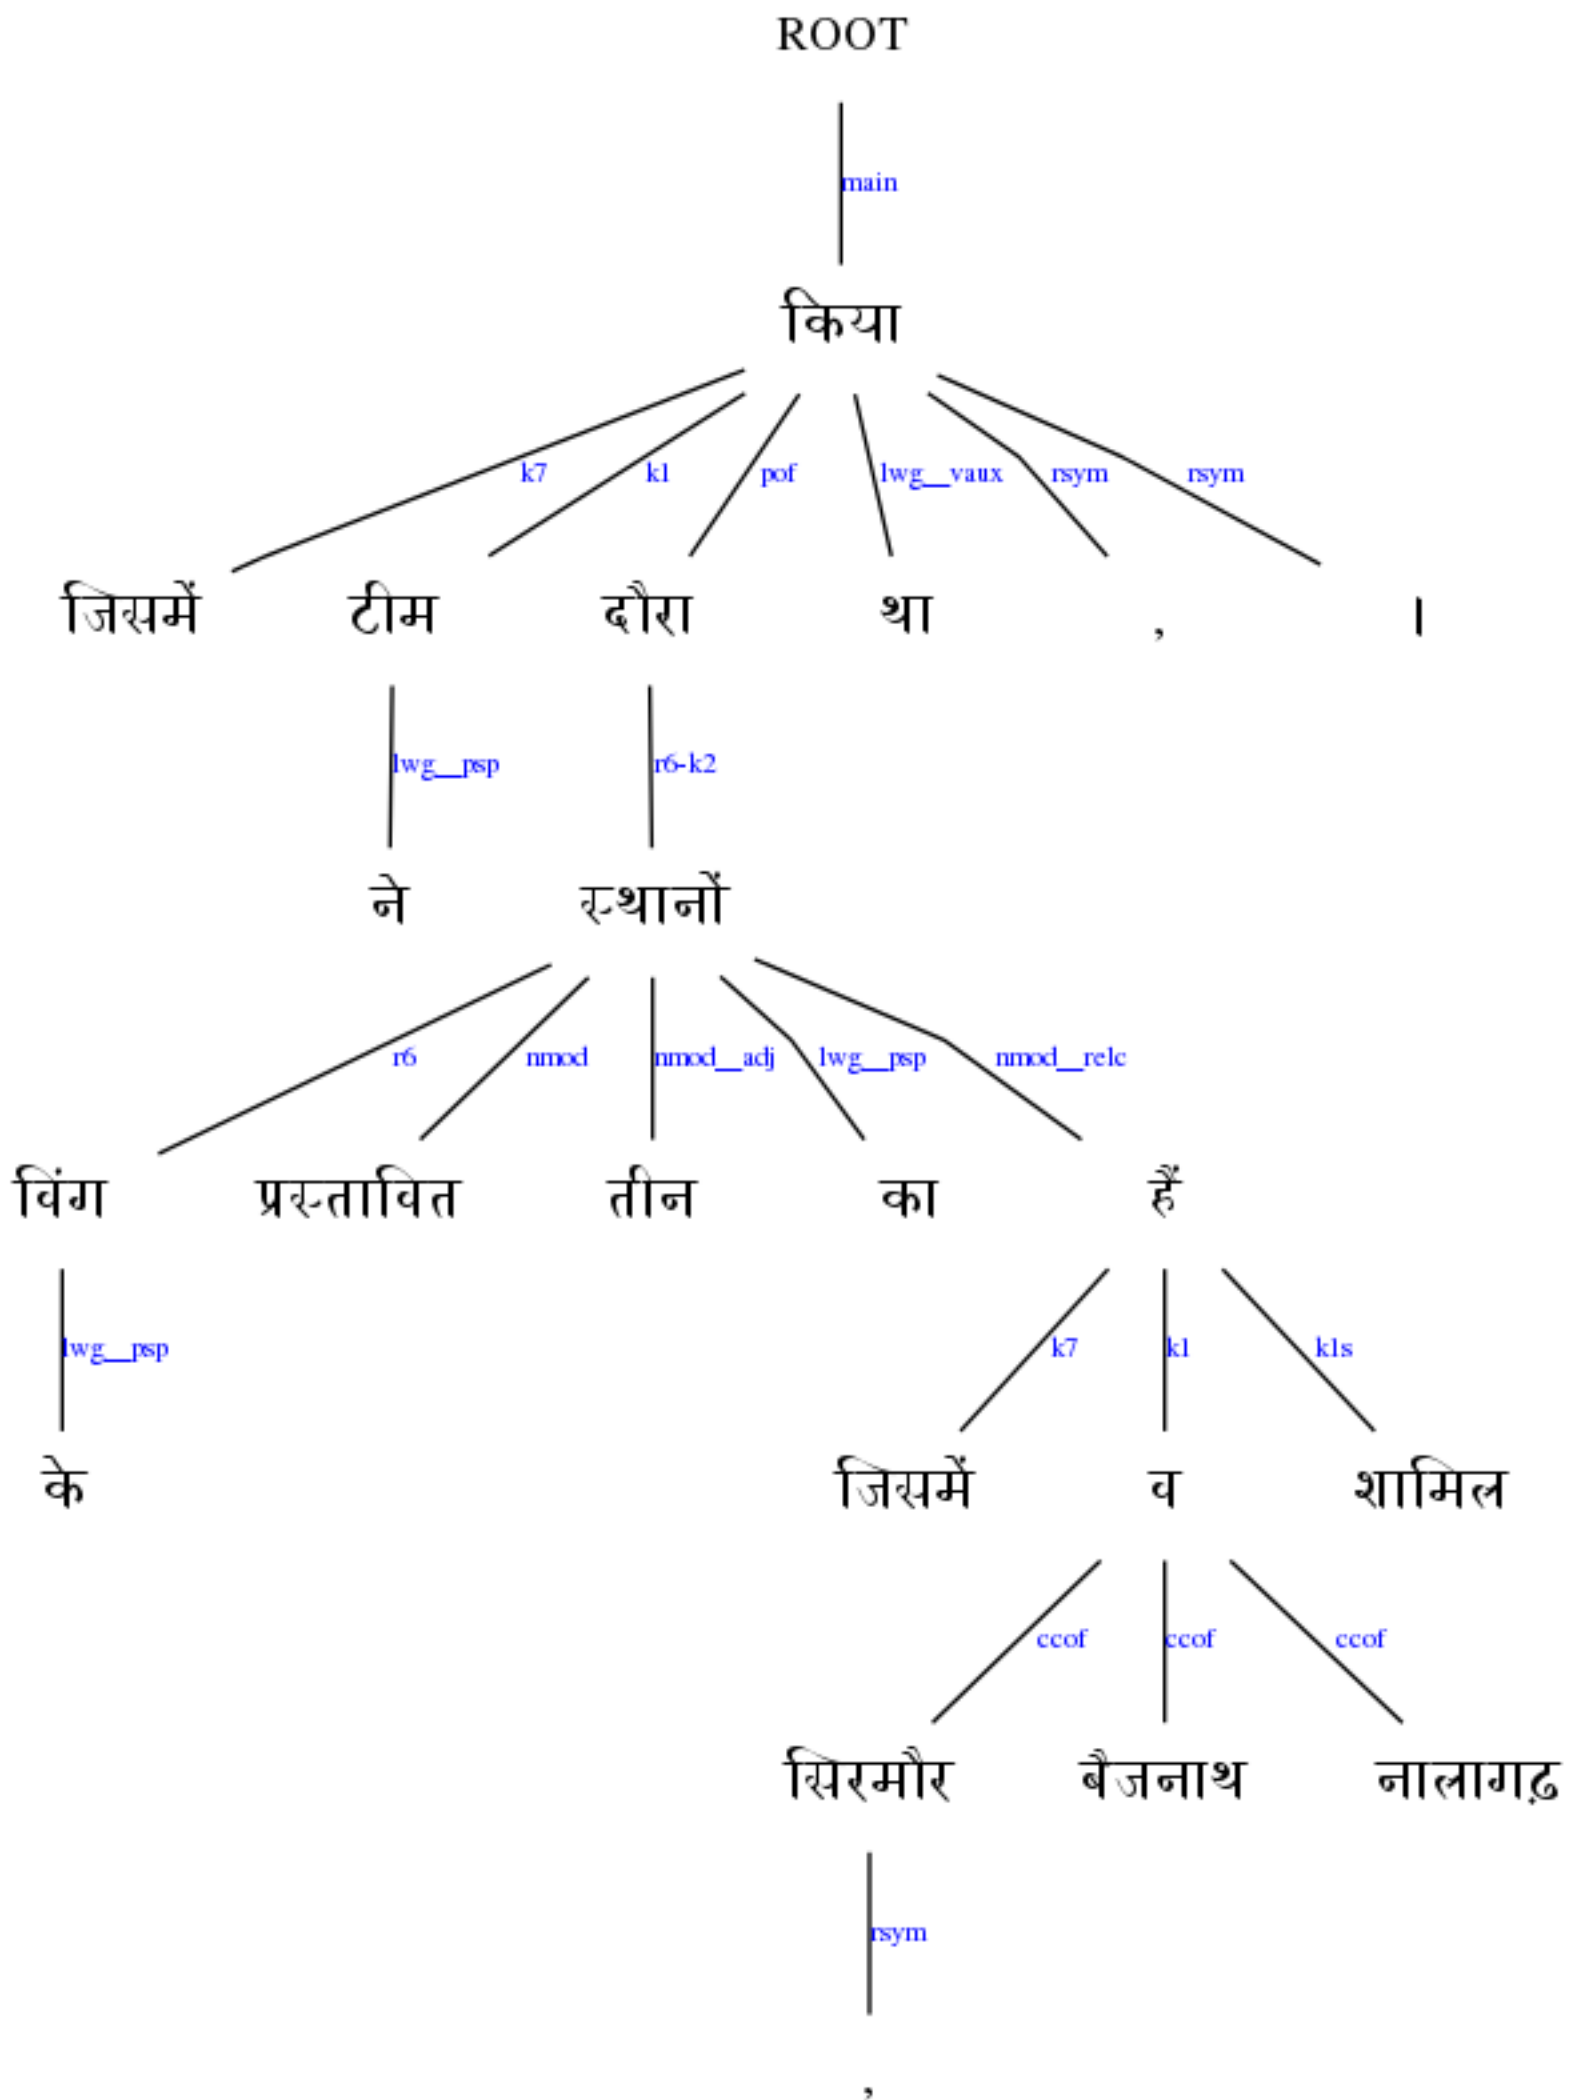 ROOT
main
किया
k7 k1 pof lwg__vaux rsym rsym
जिसमें टीम दौरा था , ।
lwg__psp r6-k2
ने स्थानों
r6 nmod nmod__adj lwg__psp nmod__relc
विंग प्रस्तावित तीन का हैं
lwg__psp k7 k1 k1s
के जिसमें व शामिल
ccof ccof ccof
सिरमौर बैजनाथ नालागढ़
rsym
,